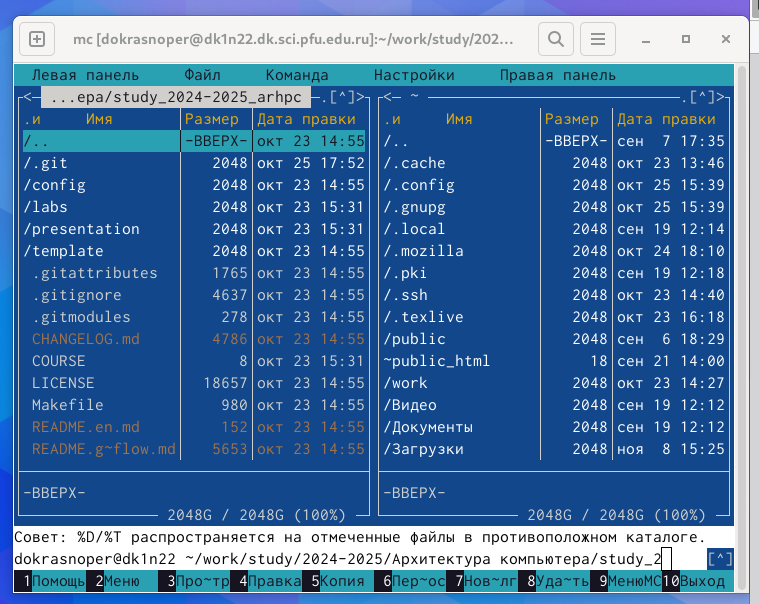 mc [dokrasnoper@dk1n22.dk.sci.pfu.edu.ru]:~/work/study/202...
Левая панель Файл Команда Настройки Правая панель
<─ ...epa/study_2024-2025_arhpc ─.[^]>
.и Имя Размер Дата правки
/.. -ВВЕРХ- окт 23 14:55
/.git 2048 окт 25 17:52
/config 2048 окт 23 14:55
/labs 2048 окт 23 15:31
/presentation 2048 окт 23 15:31
/template 2048 окт 23 14:55
.gitattributes 1765 окт 23 14:55
.gitignore 4637 окт 23 14:55
.gitmodules 278 окт 23 14:55
CHANGELOG.md 4786 окт 23 14:55
COURSE 8 окт 23 15:31
LICENSE 18657 окт 23 14:55
Makefile 980 окт 23 14:55
README.en.md 152 окт 23 14:55
README.g~flow.md 5653 окт 23 14:55
-ВВЕРХ-
2048G / 2048G (100%)
<─ ~ ─.[^]>
.и Имя Размер Дата правки
/.. -ВВЕРХ- сен 7 17:35
/.cache 2048 окт 23 13:46
/.config 2048 окт 25 15:39
/.gnupg 2048 окт 25 15:39
/.local 2048 сен 19 12:14
/.mozilla 2048 окт 24 18:10
/.pki 2048 сен 19 12:18
/.ssh 2048 окт 23 14:40
/.texlive 2048 окт 23 16:18
/public 2048 сен 6 18:29
~public_html 18 сен 21 14:00
/work 2048 окт 23 14:27
/Видео 2048 сен 19 12:12
/Документы 2048 сен 19 12:12
/Загрузки 2048 ноя 8 15:25
-ВВЕРХ-
2048G / 2048G (100%)
Совет: %D/%T распространяется на отмеченные файлы в противоположном каталоге.
dokrasnoper@dk1n22 ~/work/study/2024-2025/Архитектура компьютера/study_2 [^]
1Помощь 2Меню 3Про~тр 4Правка 5Копия 6Пер~ос 7Нов~лг 8Уда~ть 9МенюMC 10Выход